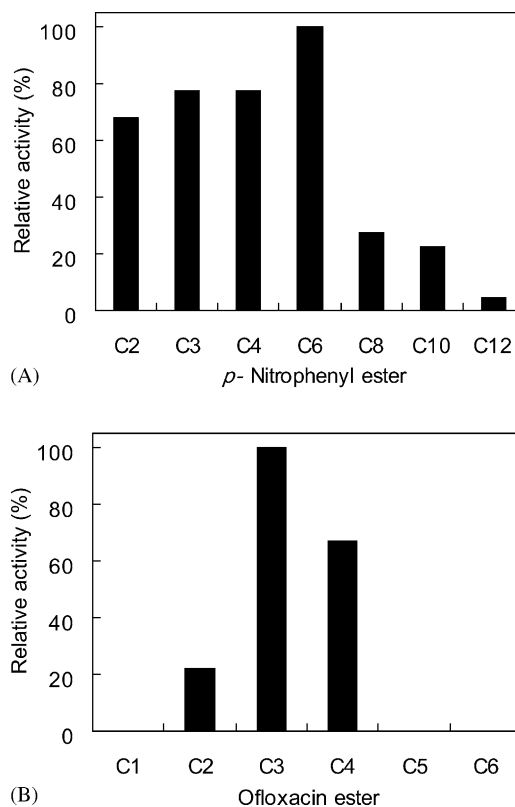 100
80
60
40
20
0
Relative activity (%)
C2 C3 C4 C6 C8 C10 C12
(A)
p- Nitrophenyl ester
100
80
60
40
20
0
Relative activity (%)
C1 C2 C3 C4 C5 C6
(B)
Ofloxacin ester